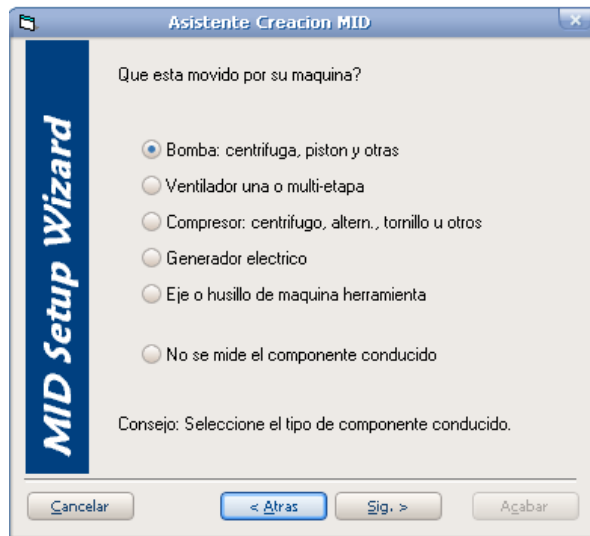 Asistente Creacion MID
MID Setup Wizard
Que esta movido por su maquina?
Bomba: centrifuga, piston y otras
Ventilador una o multi-etapa
Compresor: centrifugo, altern., tornillo u otros
Generador electrico
Eje o husillo de maquina herramienta
No se mide el componente conducido
Consejo: Seleccione el tipo de componente conducido.
Cancelar
< Atras
Sig. >
Acabar